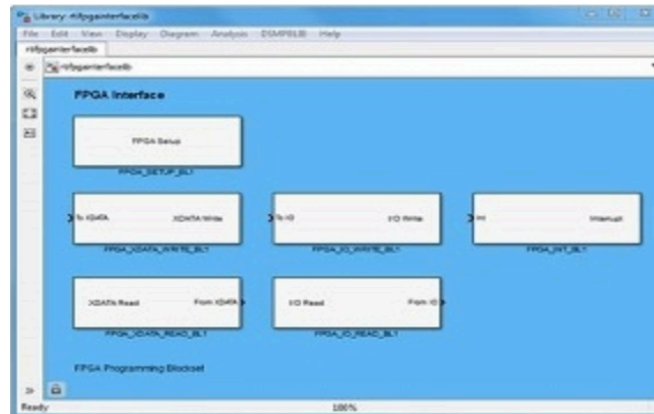 Library: rtifpgainterfacelib
File Edit View Display Diagram Analysis DSMPBLIB Help
rtifpgainterfacelib
rtifpgainterfacelib
FPGA Interface
FPGA Setup
FPGA_SETUP_BL1
To XDATA XDATA Write
To IO I/O Write
Int Interrupt
FPGA_XDATA_WRITE_BL1
FPGA_IO_WRITE_BL1
FPGA_INT_BL1
XDATA Read From XDATA
I/O Read From IO
FPGA_XDATA_READ_BL1
FPGA_IO_READ_BL1
FPGA Programming Blockset
Ready 100%